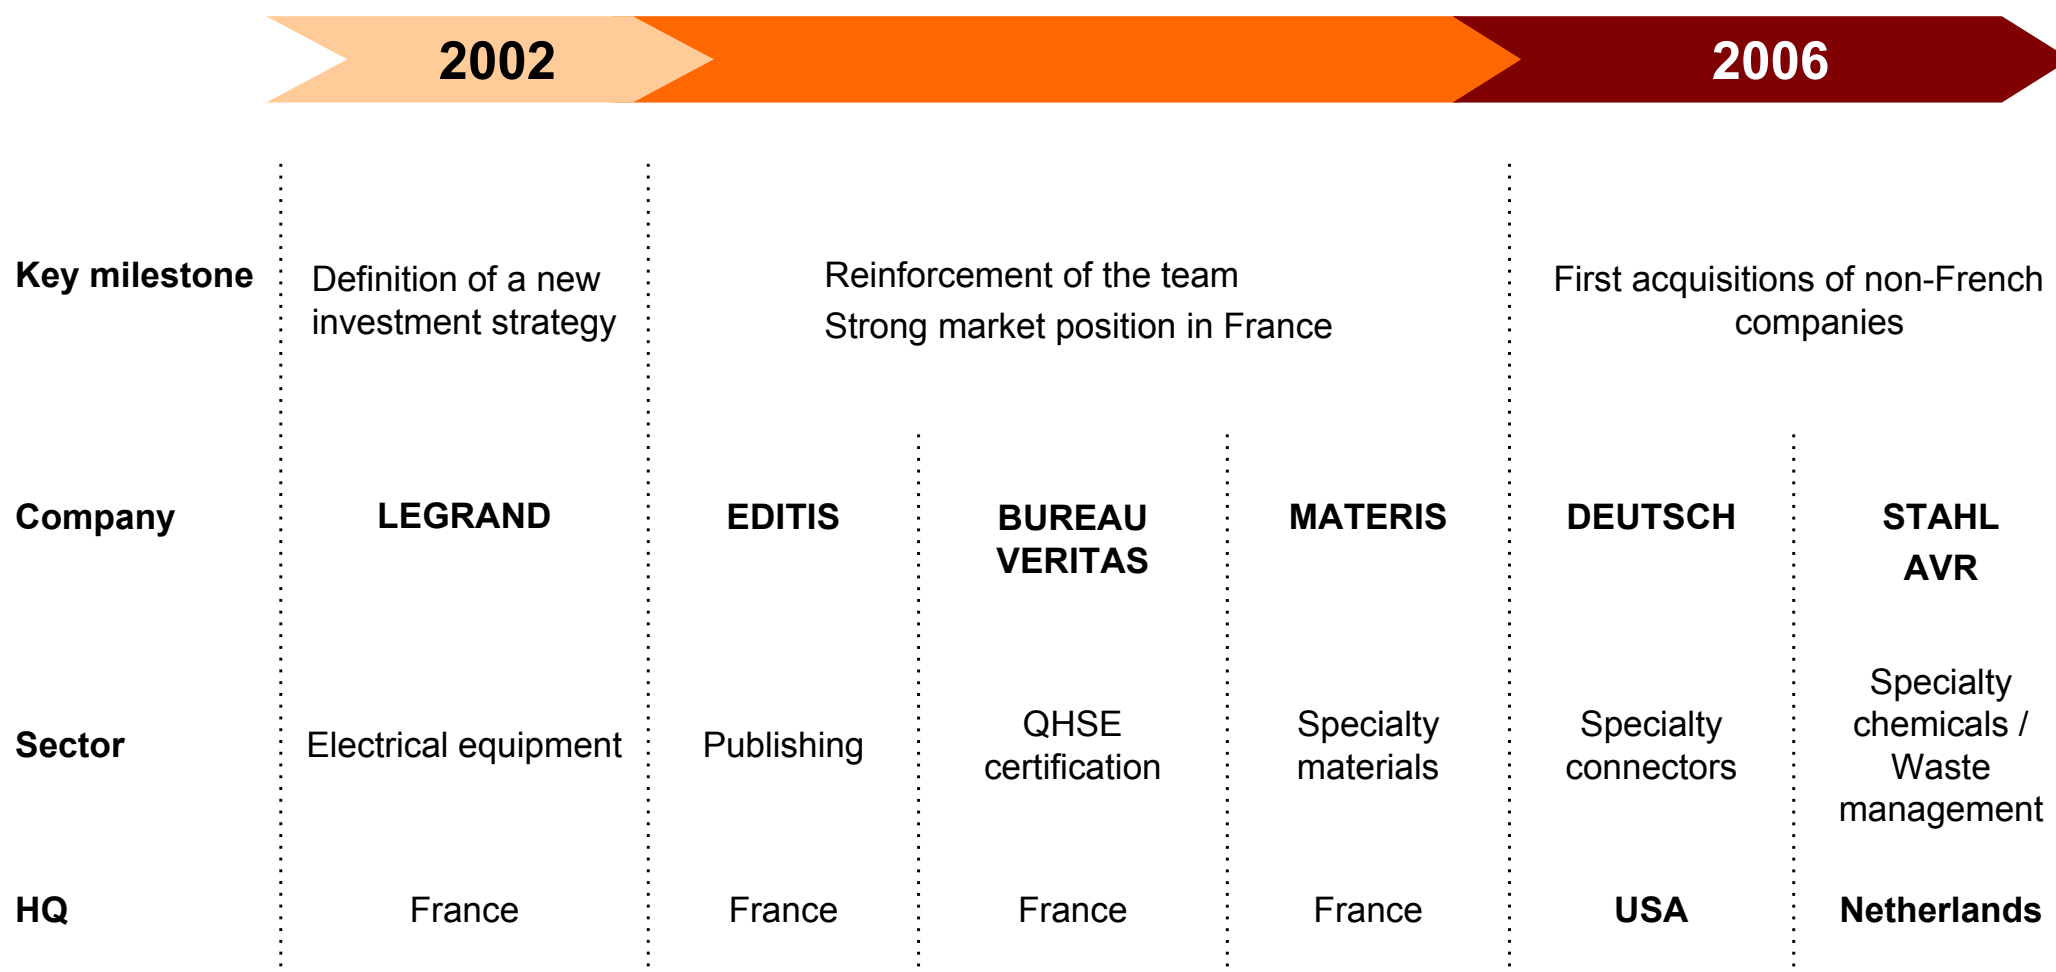 2002
2006
Key milestone
Definition of a new
investment strategy
Reinforcement of the team
Strong market position in France
First acquisitions of non-French
companies
Company
LEGRAND
EDITIS
BUREAU
VERITAS
MATERIS
DEUTSCH
STAHL
AVR
Sector
Electrical equipment
Publishing
QHSE
certification
Specialty
materials
Specialty
connectors
Specialty
chemicals /
Waste
management
HQ
France
France
France
France
USA
Netherlands